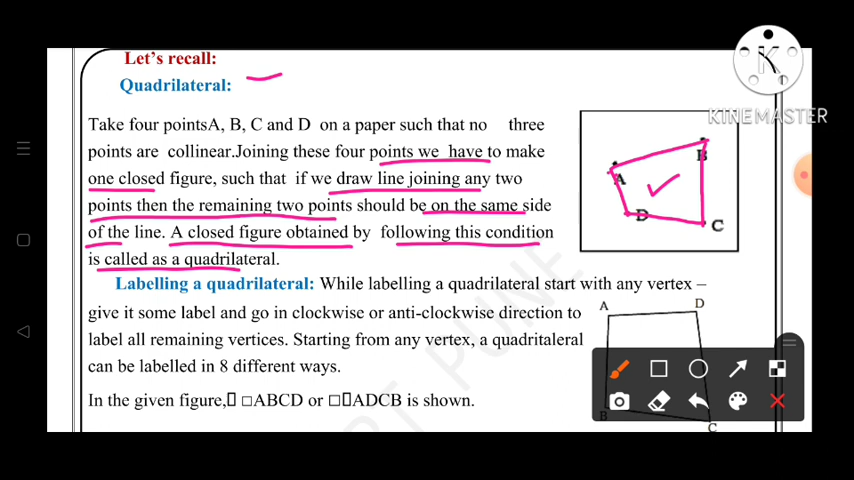 Let's recall:
Quadrilateral:
KINEMASTER
Take four pointsA, B, C and D on a paper such that no three
points are collinear.Joining these four points we have to make
one closed figure, such that if we draw line joining any two
points then the remaining two points should be on the same side
of the line. A closed figure obtained by following this condition
is called as a quadrilateral.
B
A
D
C
Labelling a quadrilateral: While labelling a quadrilateral start with any vertex –
give it some label and go in clockwise or anti-clockwise direction to
label all remaining vertices. Starting from any vertex, a quadritaleral
can be labelled in 8 different ways.
In the given figure,▯ □ABCD or □▯ADCB is shown.
A
D
B
C